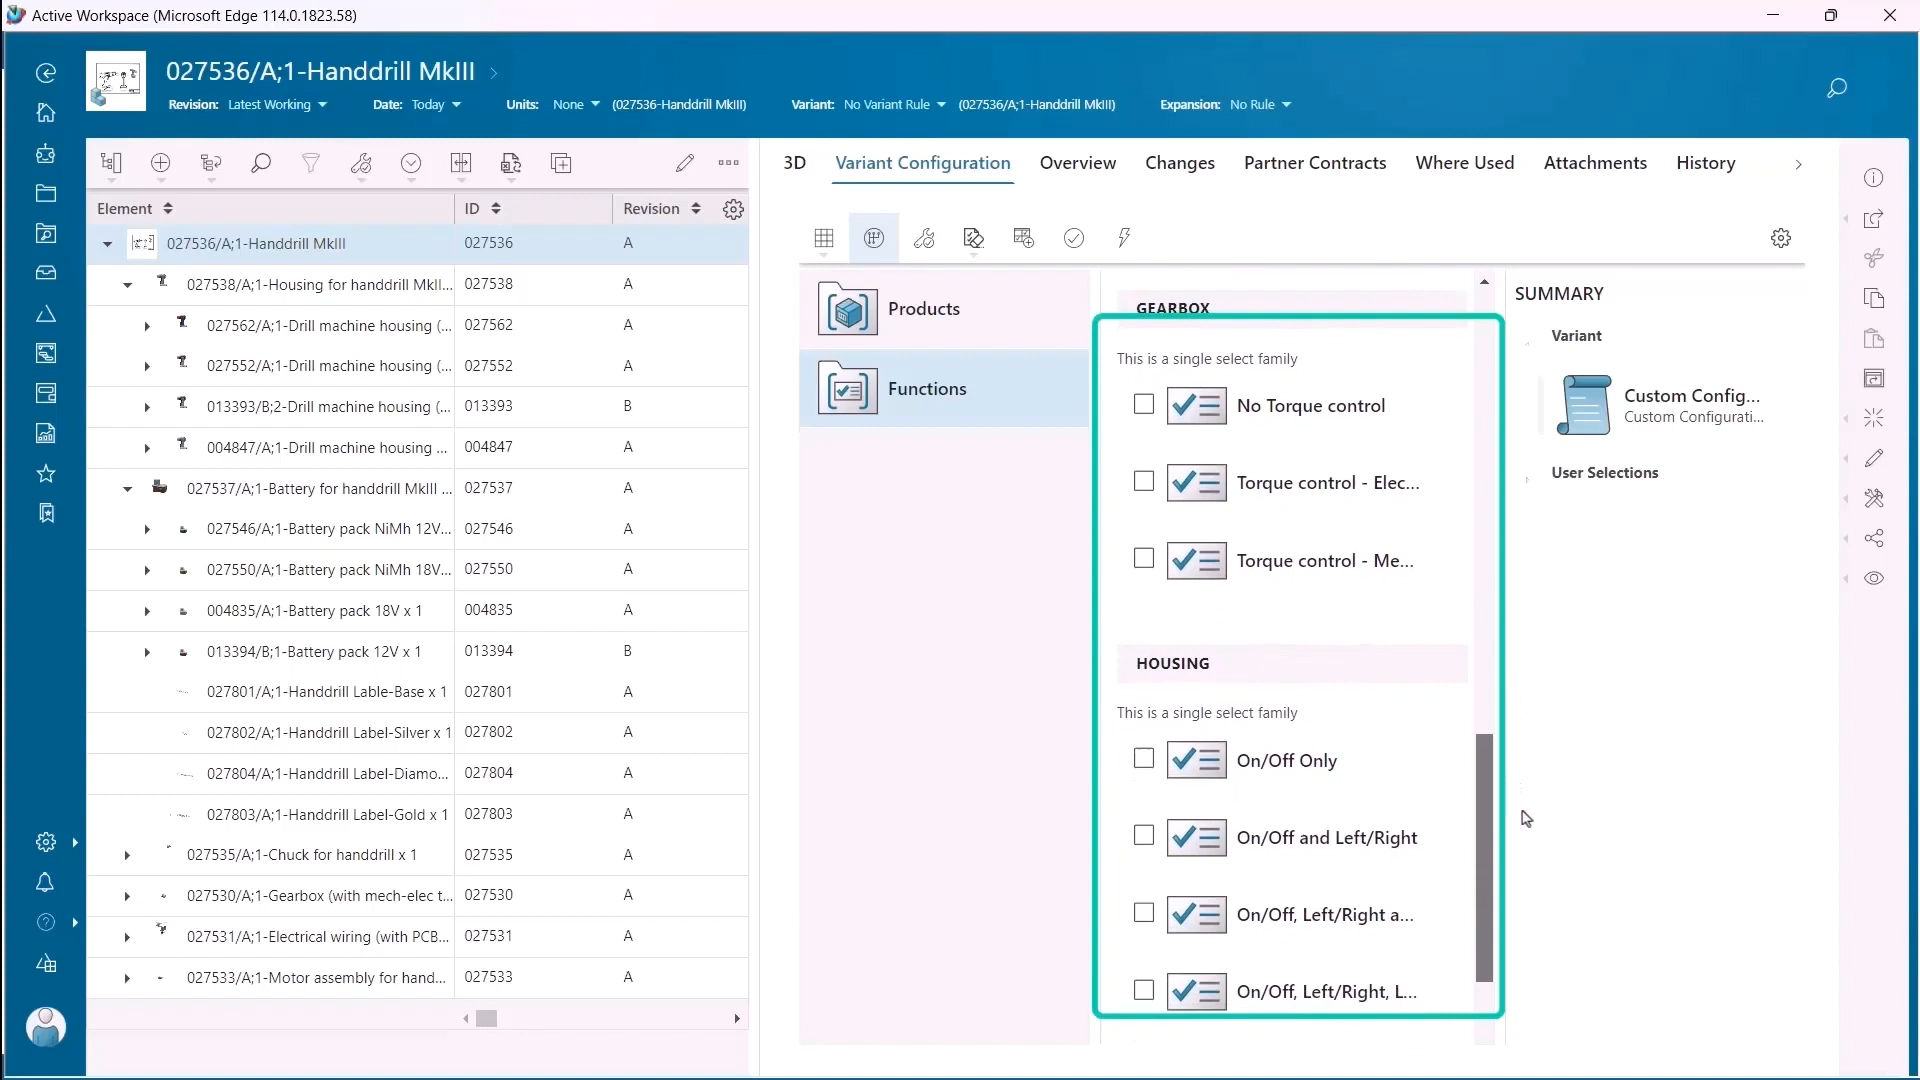 Active Workspace (Microsoft Edge 114.0.1823.58)
027536/A;1-Handdrill MkIII
Revision: Latest Working Date: Today Units: None (027536-Handdrill MkIII) Variant: No Variant Rule (027536/A;1-Handdrill MkIII) Expansion: No Rule
3D Variant Configuration Overview Changes Partner Contracts Where Used Attachments History
Element ID Revision
027536/A;1-Handdrill MkIII 027536 A
027538/A;1-Housing for handdrill MkII... 027538 A
027562/A;1-Drill machine housing (... 027562 A
027552/A;1-Drill machine housing (... 027552 A
013393/B;2-Drill machine housing (... 013393 B
004847/A;1-Drill machine housing ... 004847 A
027537/A;1-Battery for handdrill MkIII ... 027537 A
027546/A;1-Battery pack NiMh 12V... 027546 A
027550/A;1-Battery pack NiMh 18V... 027550 A
004835/A;1-Battery pack 18V x 1 004835 A
013394/B;1-Battery pack 12V x 1 013394 B
027801/A;1-Handdrill Lable-Base x 1 027801 A
027802/A;1-Handdrill Label-Silver x 1 027802 A
027804/A;1-Handdrill Label-Diamo... 027804 A
027803/A;1-Handdrill Label-Gold x 1 027803 A
027535/A;1-Chuck for handdrill x 1 027535 A
027530/A;1-Gearbox (with mech-elec t... 027530 A
027531/A;1-Electrical wiring (with PCB... 027531 A
027533/A;1-Motor assembly for hand... 027533 A
Products
Functions
GEARBOX
This is a single select family
No Torque control
Torque control - Elec...
Torque control - Me...
HOUSING
This is a single select family
On/Off Only
On/Off and Left/Right
On/Off, Left/Right a...
On/Off, Left/Right, L...
SUMMARY
Variant
Custom Config...
Custom Configurati...
User Selections